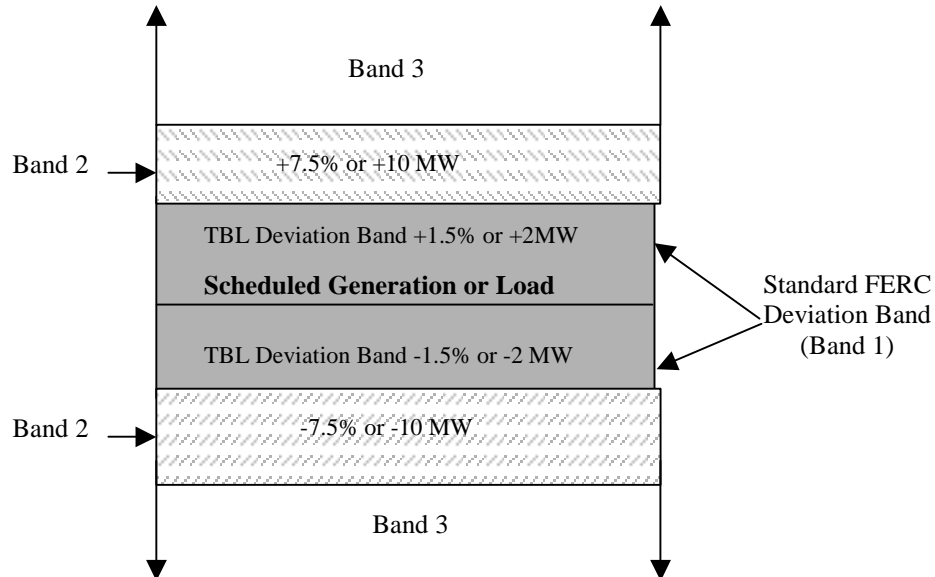 Band 3
Band 2
+7.5% or +10 MW
TBL Deviation Band +1.5% or +2MW
Scheduled Generation or Load
Standard FERC
Deviation Band
(Band 1)
TBL Deviation Band -1.5% or -2 MW
Band 2
-7.5% or -10 MW
Band 3